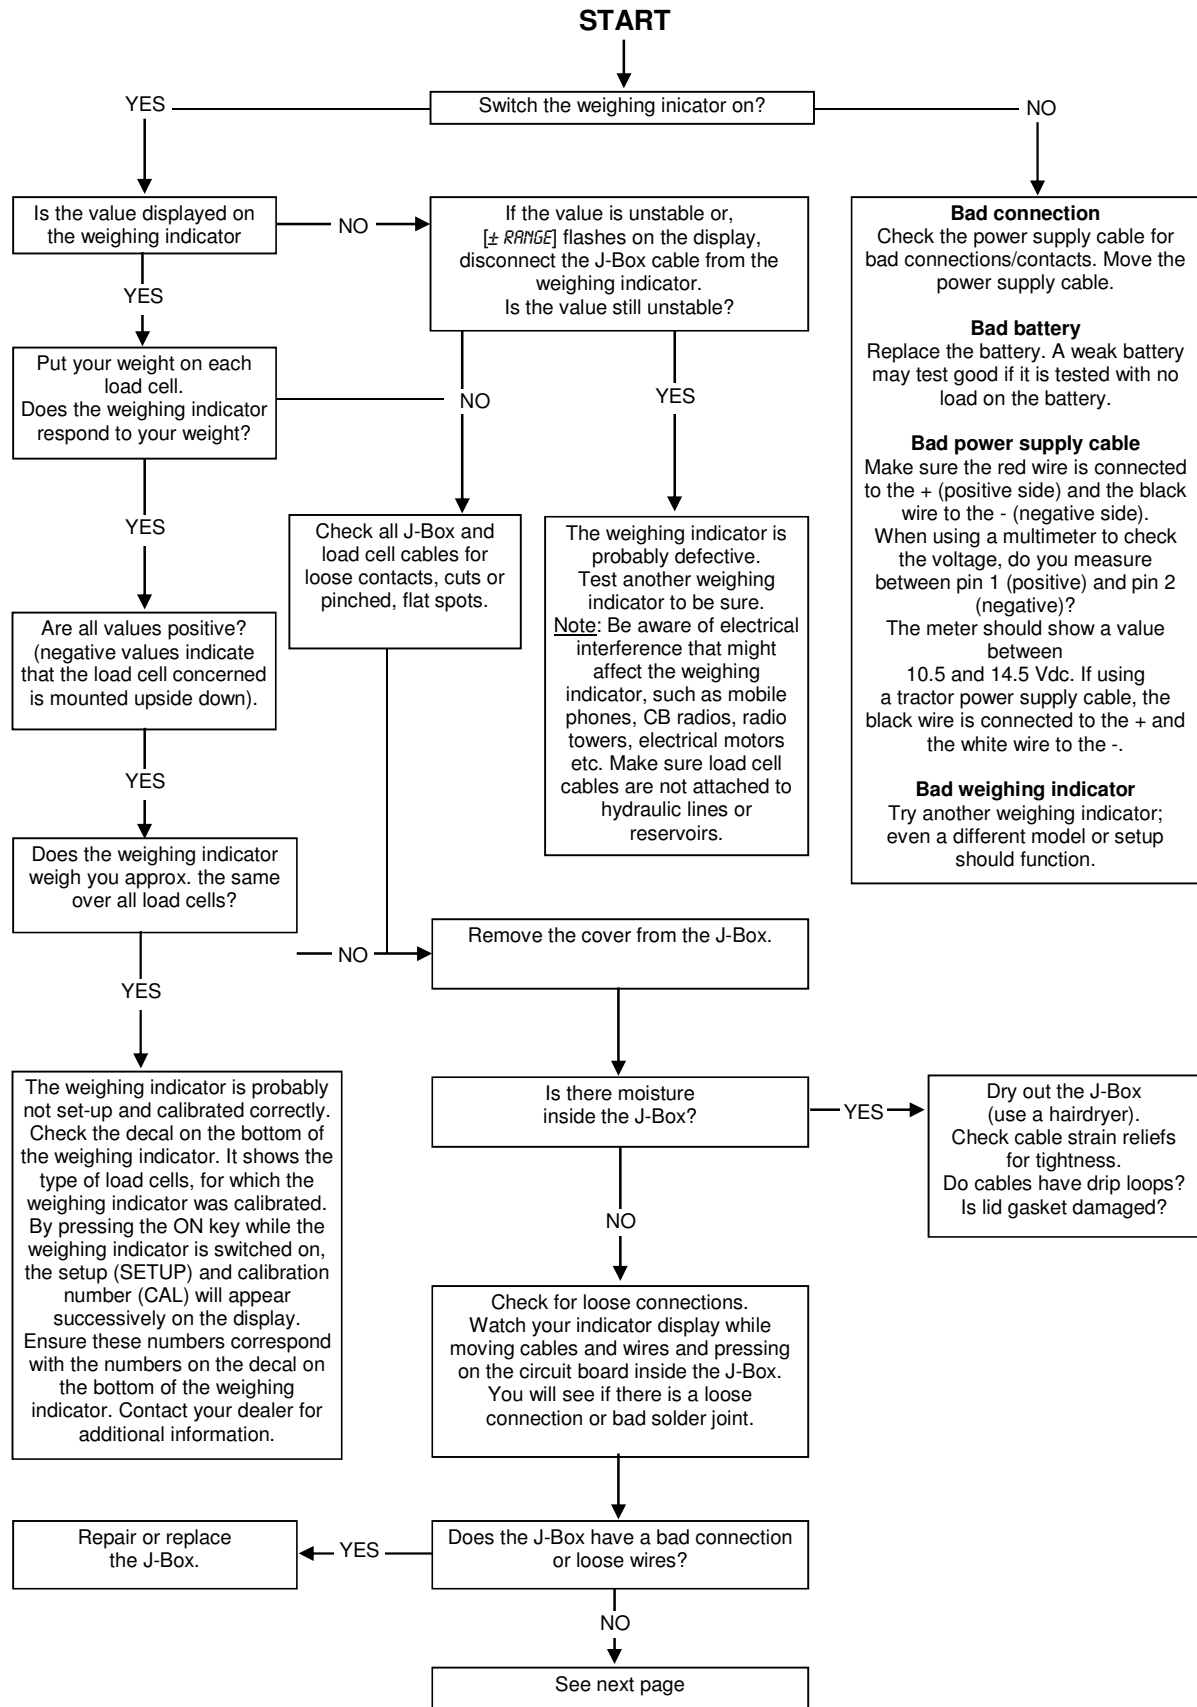 START
Switch the weighing inicator on?
YES
NO
Is the value displayed on
the weighing indicator
NO
If the value is unstable or,
[± RANGE] flashes on the display,
disconnect the J-Box cable from the
weighing indicator.
Is the value still unstable?
Bad connection
Check the power supply cable for
bad connections/contacts. Move the
power supply cable.
Bad battery
Replace the battery. A weak battery
may test good if it is tested with no
load on the battery.
Bad power supply cable
Make sure the red wire is connected
to the + (positive side) and the black
wire to the - (negative side).
When using a multimeter to check
the voltage, do you measure
between pin 1 (positive) and pin 2
(negative)?
The meter should show a value
between
10.5 and 14.5 Vdc. If using
a tractor power supply cable, the
black wire is connected to the + and
the white wire to the -.
Bad weighing indicator
Try another weighing indicator;
even a different model or setup
should function.
YES
Put your weight on each
load cell.
Does the weighing indicator
respond to your weight?
NO
YES
YES
Check all J-Box and
load cell cables for
loose contacts, cuts or
pinched, flat spots.
The weighing indicator is
probably defective.
Test another weighing
indicator to be sure.
Note: Be aware of electrical
interference that might
affect the weighing
indicator, such as mobile
phones, CB radios, radio
towers, electrical motors
etc. Make sure load cell
cables are not attached to
hydraulic lines or
reservoirs.
Are all values positive?
(negative values indicate
that the load cell concerned
is mounted upside down).
YES
Does the weighing indicator
weigh you approx. the same
over all load cells?
NO
Remove the cover from the J-Box.
YES
The weighing indicator is probably
not set-up and calibrated correctly.
Check the decal on the bottom of
the weighing indicator. It shows the
type of load cells, for which the
weighing indicator was calibrated.
By pressing the ON key while the
weighing indicator is switched on,
the setup (SETUP) and calibration
number (CAL) will appear
successively on the display.
Ensure these numbers correspond
with the numbers on the decal on
the bottom of the weighing
indicator. Contact your dealer for
additional information.
Is there moisture
inside the J-Box?
YES
Dry out the J-Box
(use a hairdryer).
Check cable strain reliefs
for tightness.
Do cables have drip loops?
Is lid gasket damaged?
NO
Check for loose connections.
Watch your indicator display while
moving cables and wires and pressing
on the circuit board inside the J-Box.
You will see if there is a loose
connection or bad solder joint.
Does the J-Box have a bad connection
or loose wires?
YES
Repair or replace
the J-Box.
NO
See next page